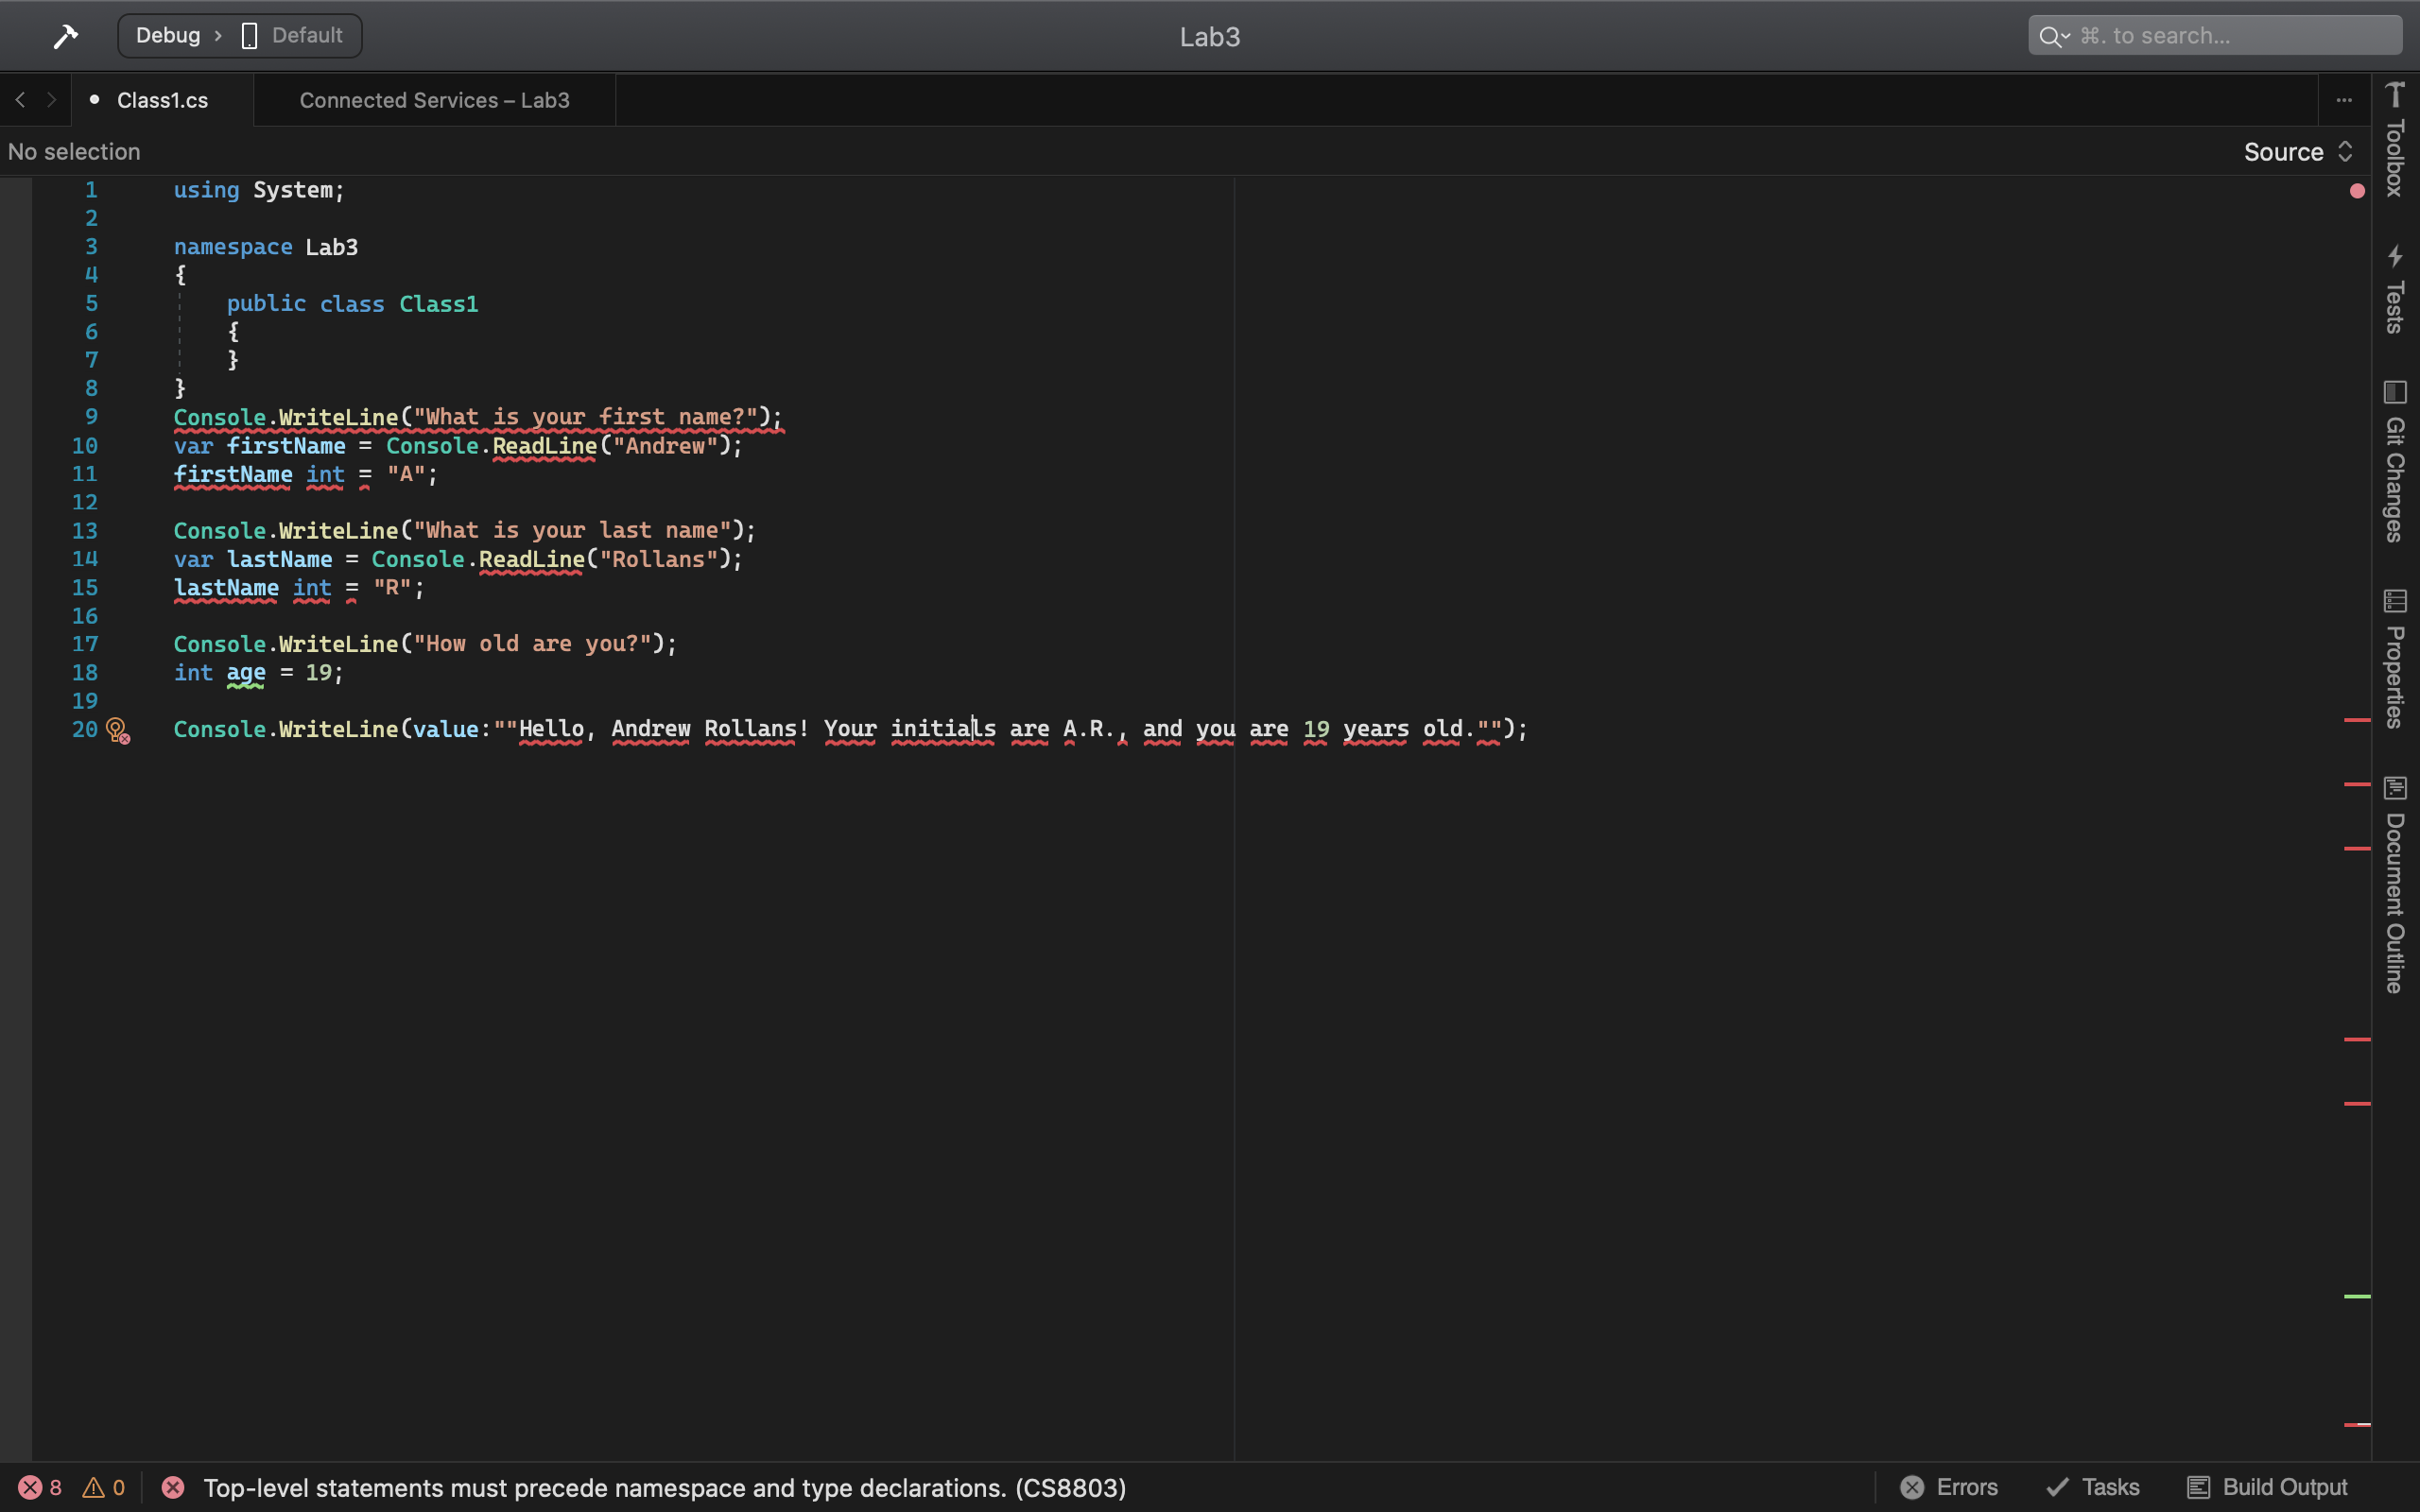 Debug › Default
Lab3
⌘. to search...
Class1.cs
Connected Services – Lab3
...
No selection
Source
1 using System;
2
3 namespace Lab3
4 {
5 public class Class1
6 {
7 }
8 }
9 Console.WriteLine("What is your first name?");
10 var firstName = Console.ReadLine("Andrew");
11 firstName int = "A";
12
13 Console.WriteLine("What is your last name");
14 var lastName = Console.ReadLine("Rollans");
15 lastName int = "R";
16
17 Console.WriteLine("How old are you?");
18 int age = 19;
19
20 Console.WriteLine(value:""Hello, Andrew Rollans! Your initials are A.R., and you are 19 years old."");
Toolbox
Tests
Git Changes
Properties
Document Outline
8 0 Top-level statements must precede namespace and type declarations. (CS8803)
Errors
Tasks
Build Output